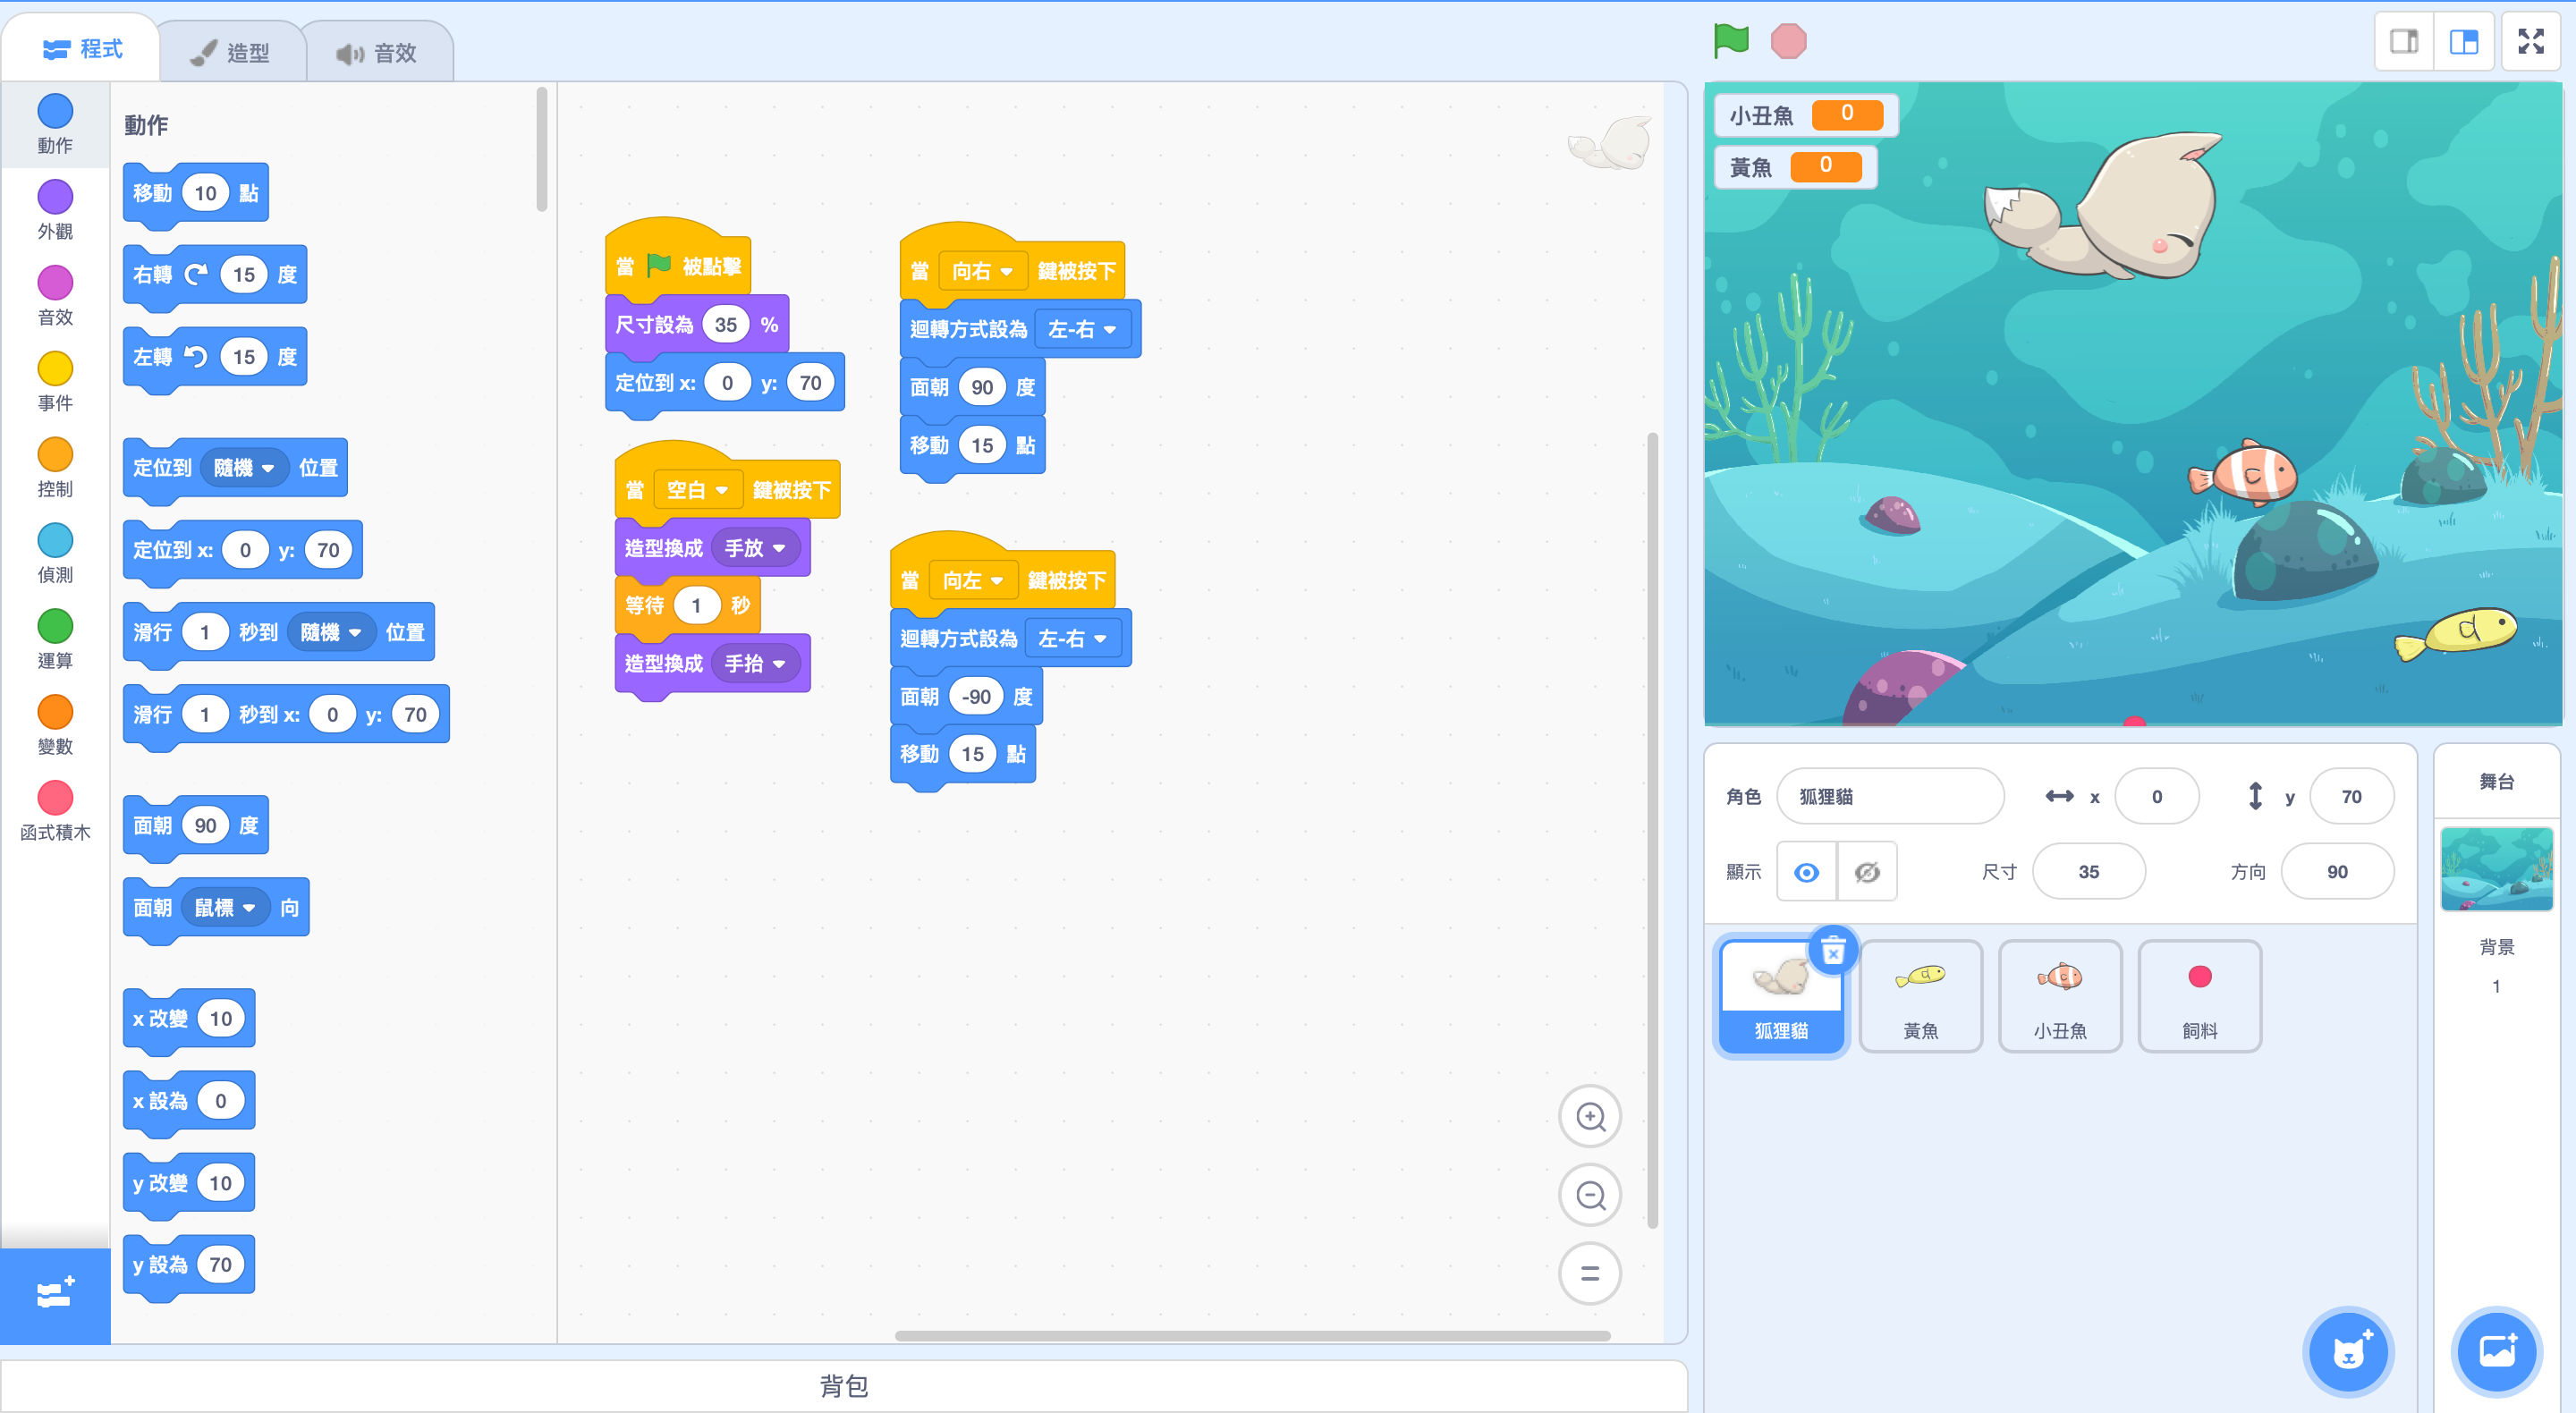 程式
造型
音效
動作
外觀
音效
事件
控制
偵測
運算
變數
函式積木
動作
移動 10 點
右轉 15 度
左轉 15 度
定位到 隨機 位置
定位到 x: 0 y: 70
滑行 1 秒到 隨機 位置
滑行 1 秒到 x: 0 y: 70
面朝 90 度
面朝 鼠標 向
x 改變 10
x 設為 0
y 改變 10
y 設為 70
當 被點擊
尺寸設為 35 %
定位到 x: 0 y: 70
當 空白 鍵被按下
造型換成 手放
等待 1 秒
造型換成 手抬
當 向右 鍵被按下
迴轉方式設為 左-右
面朝 90 度
移動 15 點
當 向左 鍵被按下
迴轉方式設為 左-右
面朝 -90 度
移動 15 點
背包
小丑魚 0
黃魚 0
角色 狐狸貓 x 0 y 70
顯示 尺寸 35 方向 90
狐狸貓
黃魚
小丑魚
飼料
舞台
背景
1